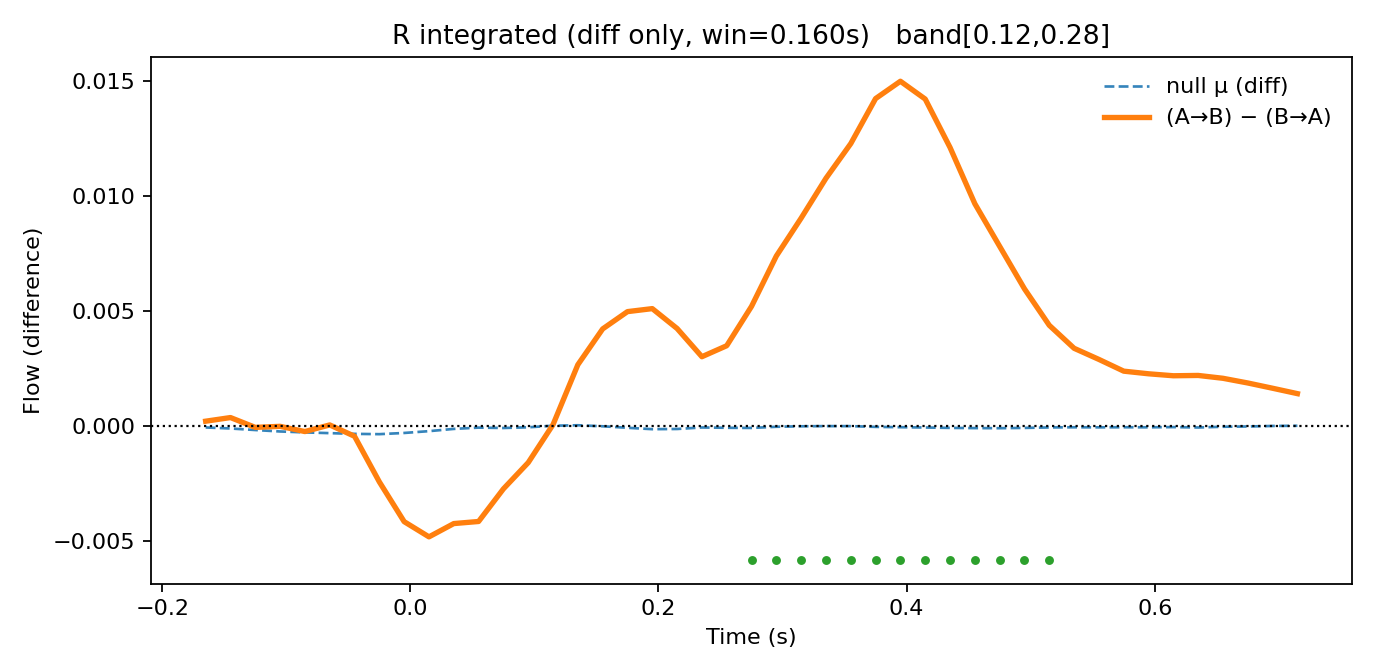 R integrated (diff only, win=0.160s)   band[0.12,0.28]
null μ (diff)
(A→B) − (B→A)
Flow (difference)
0.015
0.010
0.005
0.000
−0.005
−0.2
0.0
0.2
0.4
0.6
Time (s)